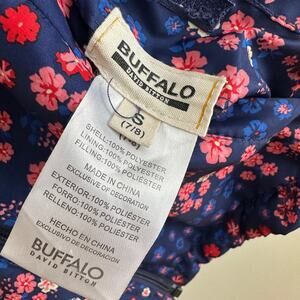 BUFFALO
DAVID BITTON
S
(7/8)
SHELL:100% POLYESTER
LINING:100% POLYESTER
FILLING:100% POLYESTER
MADE IN CHINA
EXCLUSIVE OF DECORATION
EXTERIOR:100% POLIÉSTER
FORRO:100% POLIÉSTER
RELLENO:100% POLIÉSTER
HECHO EN CHINA
EXCLUSIVO DE DECORACIÓN
BUFFALO
DAVID BITTON